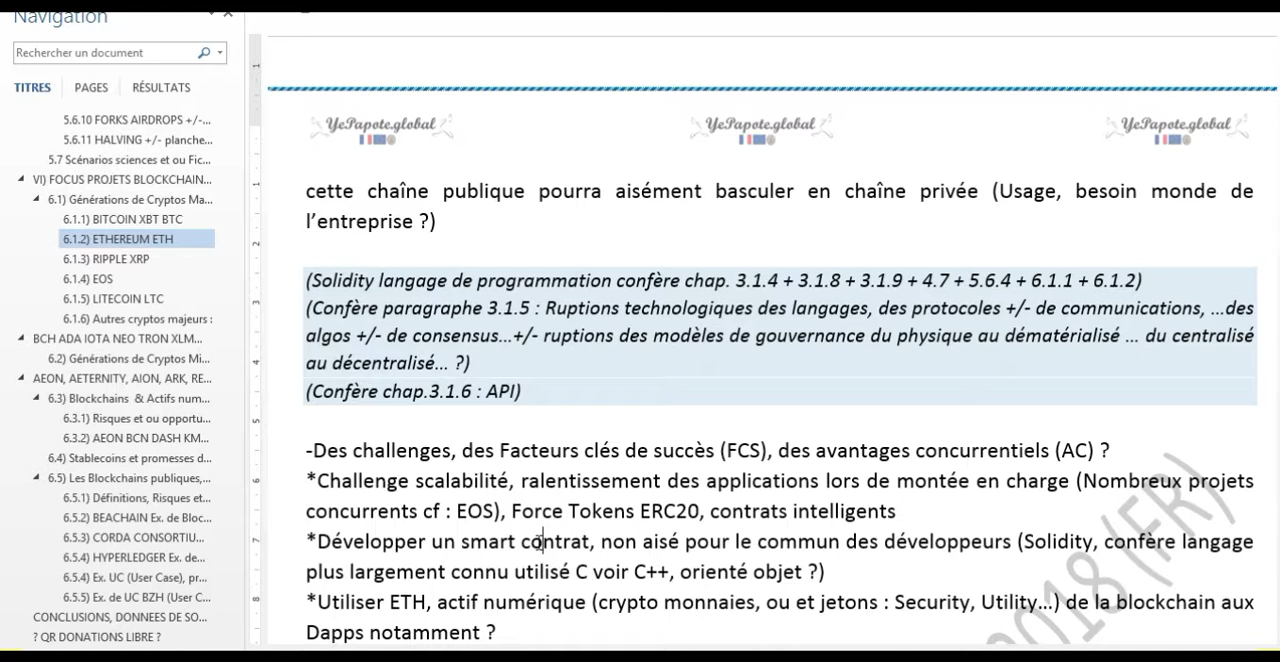 Navigation
Rechercher un document
TITRES PAGES RÉSULTATS
5.6.10 FORKS AIRDROPS +/-...
5.6.11 HALVING +/- planche...
5.7 Scénarios sciences et ou Fic...
VI) FOCUS PROJETS BLOCKCHAIN...
6.1) Générations de Cryptos Ma...
6.1.1) BITCOIN XBT BTC
6.1.2) ETHEREUM ETH
6.1.3) RIPPLE XRP
6.1.4) EOS
6.1.5) LITECOIN LTC
6.1.6) Autres cryptos majeurs :
BCH ADA IOTA NEO TRON XLM...
6.2) Générations de Cryptos Mi...
AEON, AETERNITY, AION, ARK, RE...
6.3) Blockchains & Actifs num...
6.3.1) Risques et ou opportu...
6.3.2) AEON BCN DASH KM...
6.4) Stablecoins et promesses d...
6.5) Les Blockchains publiques,...
6.5.1) Définitions, Risques et...
6.5.2) BEACHAIN Ex. de Bloc...
6.5.3) CORDA CONSORTIU...
6.5.4) HYPERLEDGER Ex. de...
6.5.4) Ex. UC (User Case), pr...
6.5.5) Ex. de UC BZH (User C...
CONCLUSIONS, DONNEES DE SO...
? QR DONATIONS LIBRE ?
YePapote.global YePapote.global YePapote.global
cette chaîne publique pourra aisément basculer en chaîne privée (Usage, besoin monde de
l’entreprise ?)
(Solidity langage de programmation confère chap. 3.1.4 + 3.1.8 + 3.1.9 + 4.7 + 5.6.4 + 6.1.1 + 6.1.2)
(Confère paragraphe 3.1.5 : Ruptions technologiques des langages, des protocoles +/- de communications, ...des
algos +/- de consensus...+/- ruptions des modèles de gouvernance du physique au dématérialisé ... du centralisé
au décentralisé... ?)
(Confère chap.3.1.6 : API)
-Des challenges, des Facteurs clés de succès (FCS), des avantages concurrentiels (AC) ?
*Challenge scalabilité, ralentissement des applications lors de montée en charge (Nombreux projets
concurrents cf : EOS), Force Tokens ERC20, contrats intelligents
*Développer un smart contrat, non aisé pour le commun des développeurs (Solidity, confère langage
plus largement connu utilisé C voir C++, orienté objet ?)
*Utiliser ETH, actif numérique (crypto monnaies, ou et jetons : Security, Utility...) de la blockchain aux
Dapps notamment ?
2018 (FR)
1
1
2
3
4
5
6
7
8